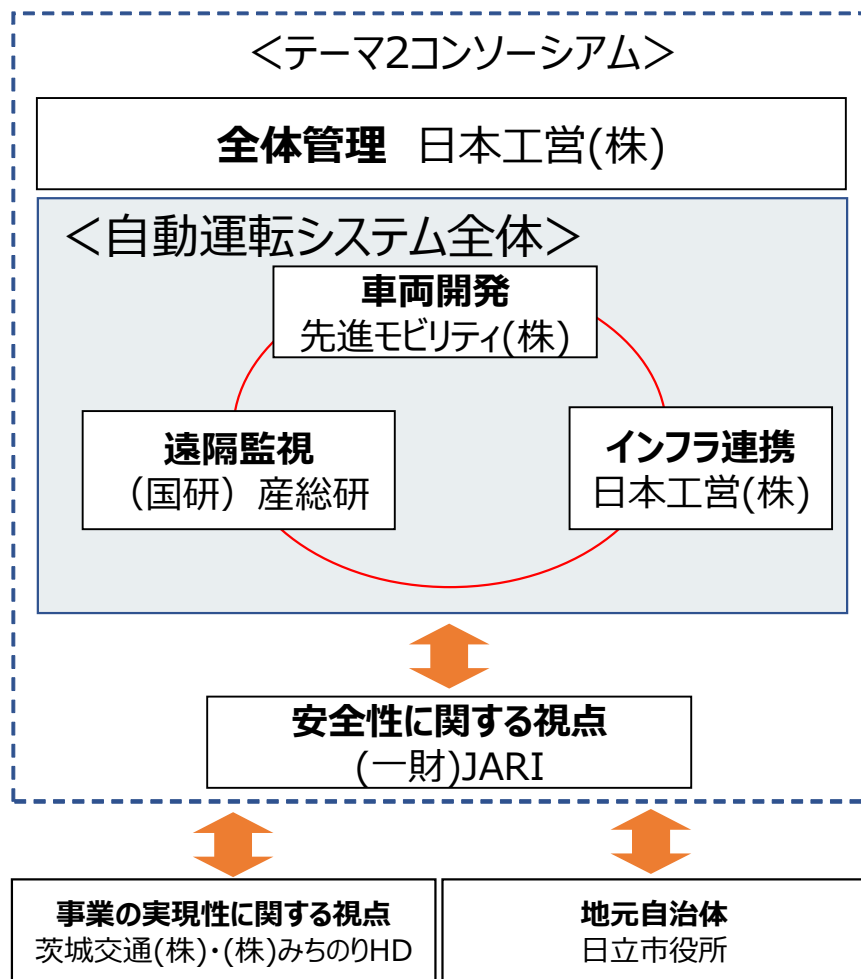 ＜テーマ2コンソーシアム＞
全体管理 日本工営(株)
＜自動運転システム全体＞
車両開発
先進モビリティ(株)
遠隔監視
（国研）産総研
インフラ連携
日本工営(株)
安全性に関する視点
(一財)JARI
事業の実現性に関する視点
茨城交通(株)・(株)みちのりHD
地元自治体
日立市役所